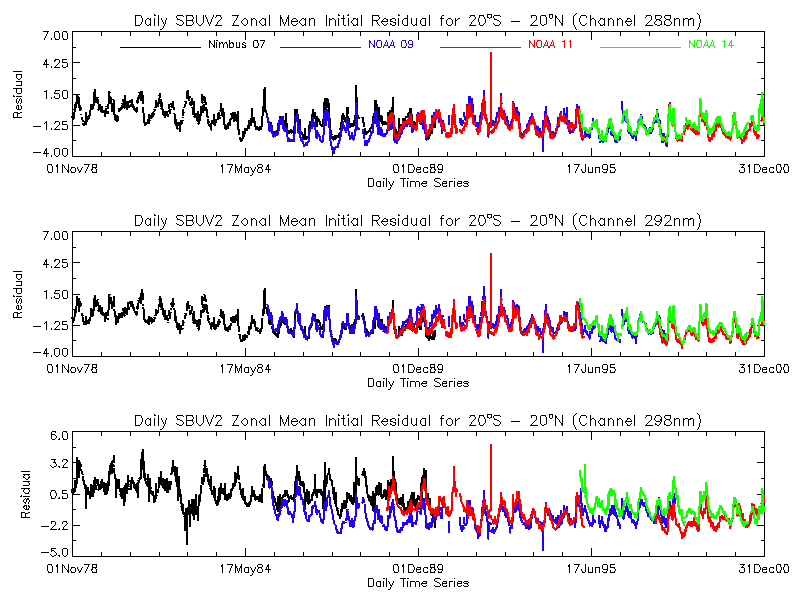 Daily SBUV2 Zonal Mean Initial Residual for 20°S – 20°N (Channel 288nm)
7.00
Nimbus 07 NOAA 09 NOAA 11 NOAA 14
4.25
1.50
−1.25
−4.00
Residual
01Nov78 17May84 01Dec89 17Jun95 31Dec00
Daily Time Series
Daily SBUV2 Zonal Mean Initial Residual for 20°S – 20°N (Channel 292nm)
7.00
4.25
1.50
−1.25
−4.00
Residual
01Nov78 17May84 01Dec89 17Jun95 31Dec00
Daily Time Series
Daily SBUV2 Zonal Mean Initial Residual for 20°S – 20°N (Channel 298nm)
6.0
3.2
0.5
−2.2
−5.0
Residual
01Nov78 17May84 01Dec89 17Jun95 31Dec00
Daily Time Series